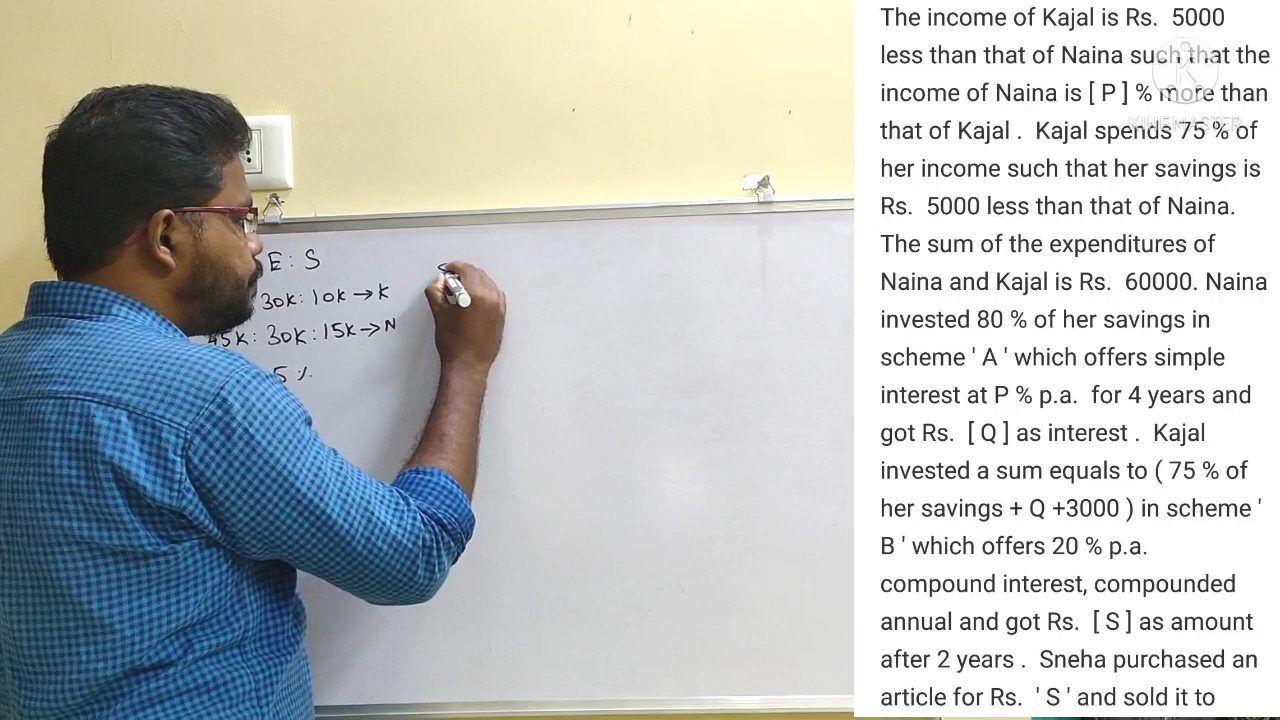 The income of Kajal is Rs. 5000
less than that of Naina such that the
income of Naina is [ P ] % more than
that of Kajal . Kajal spends 75 % of
her income such that her savings is
Rs. 5000 less than that of Naina.
The sum of the expenditures of
Naina and Kajal is Rs. 60000. Naina
invested 80 % of her savings in
scheme ' A ' which offers simple
interest at P % p.a. for 4 years and
got Rs. [ Q ] as interest . Kajal
invested a sum equals to ( 75 % of
her savings + Q +3000 ) in scheme '
B ' which offers 20 % p.a.
compound interest, compounded
annual and got Rs. [ S ] as amount
after 2 years . Sneha purchased an
article for Rs. ' S ' and sold it to
KINEMASTER
E : S
30K : 10K → K
45K : 30K : 15K → N
5 %